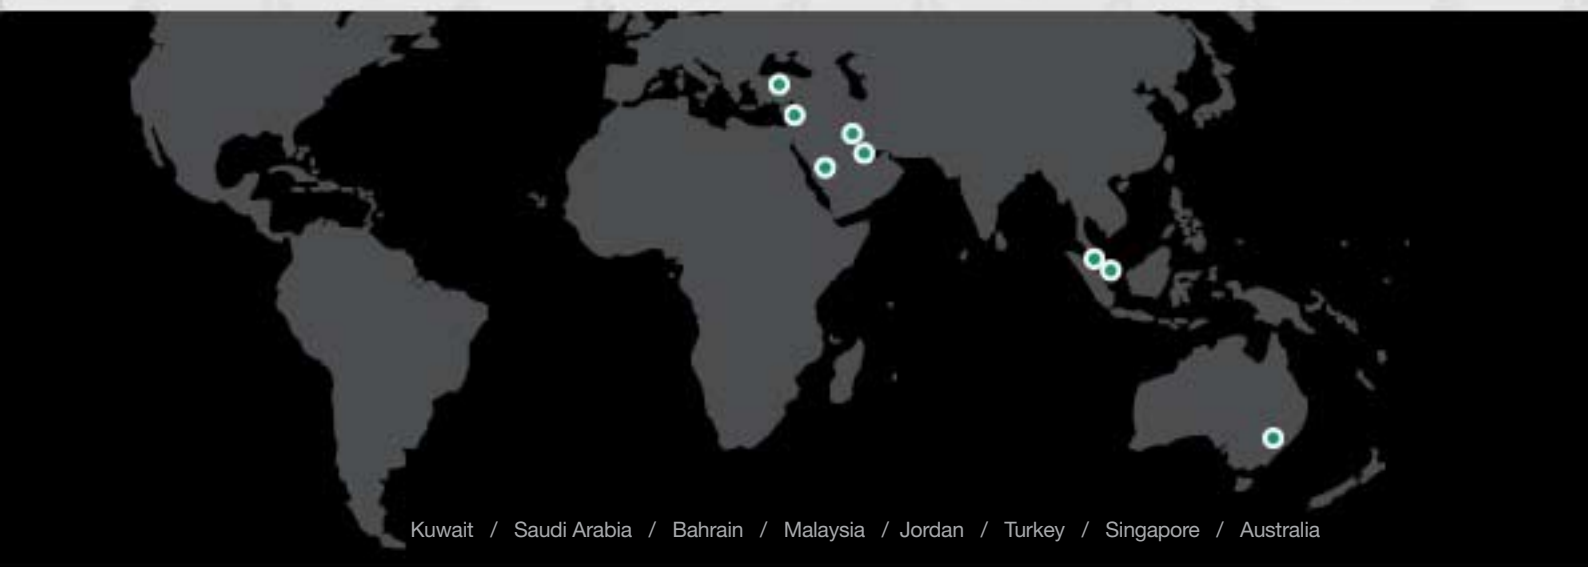 Kuwait / Saudi Arabia / Bahrain / Malaysia / Jordan / Turkey / Singapore / Australia